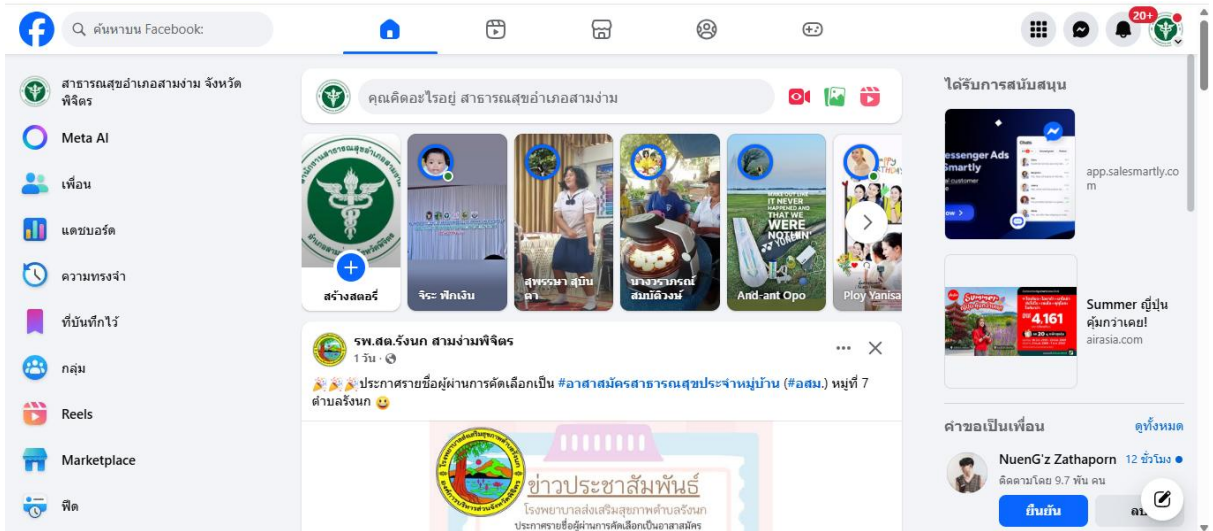 ค้นหาบน Facebook:
20+
สาธารณสุขอำเภอสามง่าม จังหวัด
พิจิตร
Meta AI
เพื่อน
แดชบอร์ด
ความทรงจำ
ที่บันทึกไว้
กลุ่ม
Reels
Marketplace
ฟีด
คุณคิดอะไรอยู่ สาธารณสุขอำเภอสามง่าม
สร้างสตอรี่
จิระ ฟักเงิน
สุพรรษา สุบิน
ดา
นางวราภรณ์
สมบัติวงษ์
IT NEVER
HAPPENED AND
THAT WE
WERE
NOTHIN'
YONEX
And-ant Opo
Ploy Yanisa
รพ.สต.รังนก สามง่ามพิจิตร
1 วัน ·
ประกาศรายชื่อผู้ผ่านการคัดเลือกเป็น #อาสาสมัครสาธารณสุขประจำหมู่บ้าน (#อสม.) หมู่ที่ 7
ตำบลรังนก
ข่าวประชาสัมพันธ์
โรงพยาบาลส่งเสริมสุขภาพตำบลรังนก
ประกาศรายชื่อผู้ผ่านการคัดเลือกเป็นอาสาสมัคร
ได้รับการสนับสนุน
essenger Ads
Smartly
Chats
app.salesmartly.co
m
4,161
Summer ญี่ปุ่น
คุ้มกว่าเคย!
airasia.com
คำขอเป็นเพื่อน
ดูทั้งหมด
NuenG'z Zathaporn
12 ชั่วโมง
ติดตามโดย 9.7 พัน คน
ยืนยัน